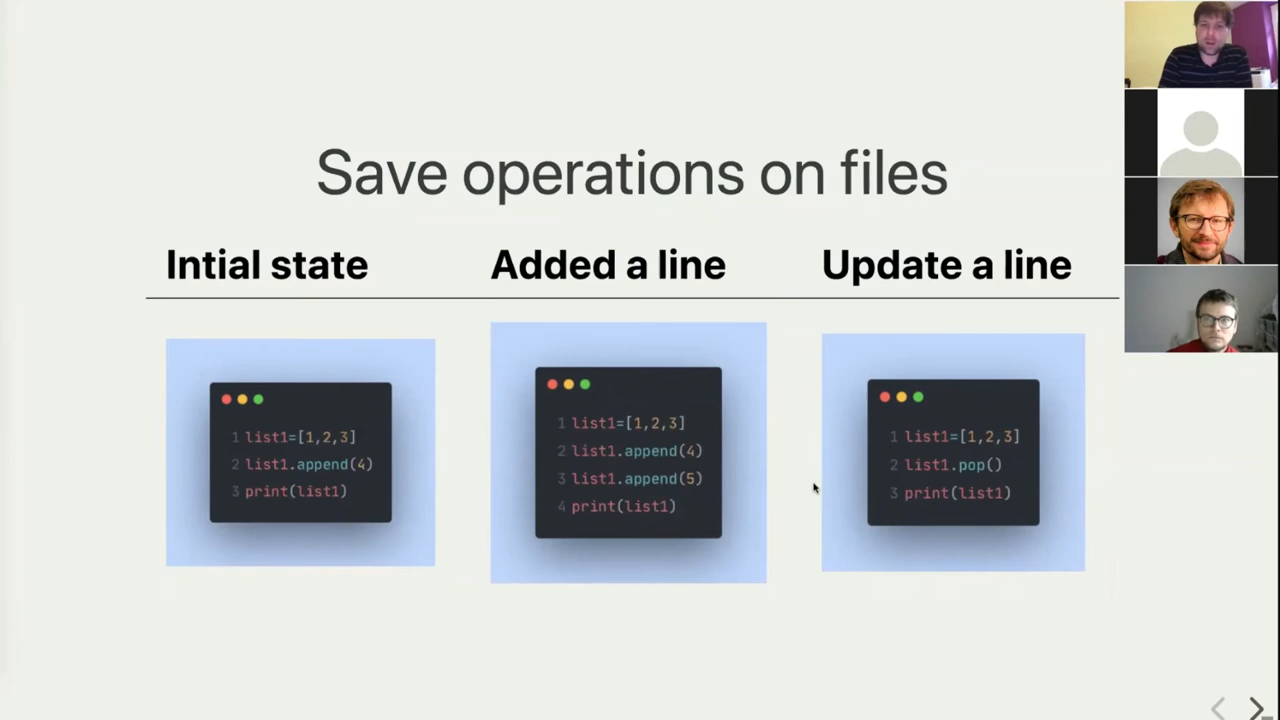 Save operations on files
Intial state
Added a line
Update a line
1 list1=[1,2,3]
2 list1.append(4)
3 print(list1)
1 list1=[1,2,3]
2 list1.append(4)
3 list1.append(5)
4 print(list1)
1 list1=[1,2,3]
2 list1.pop()
3 print(list1)